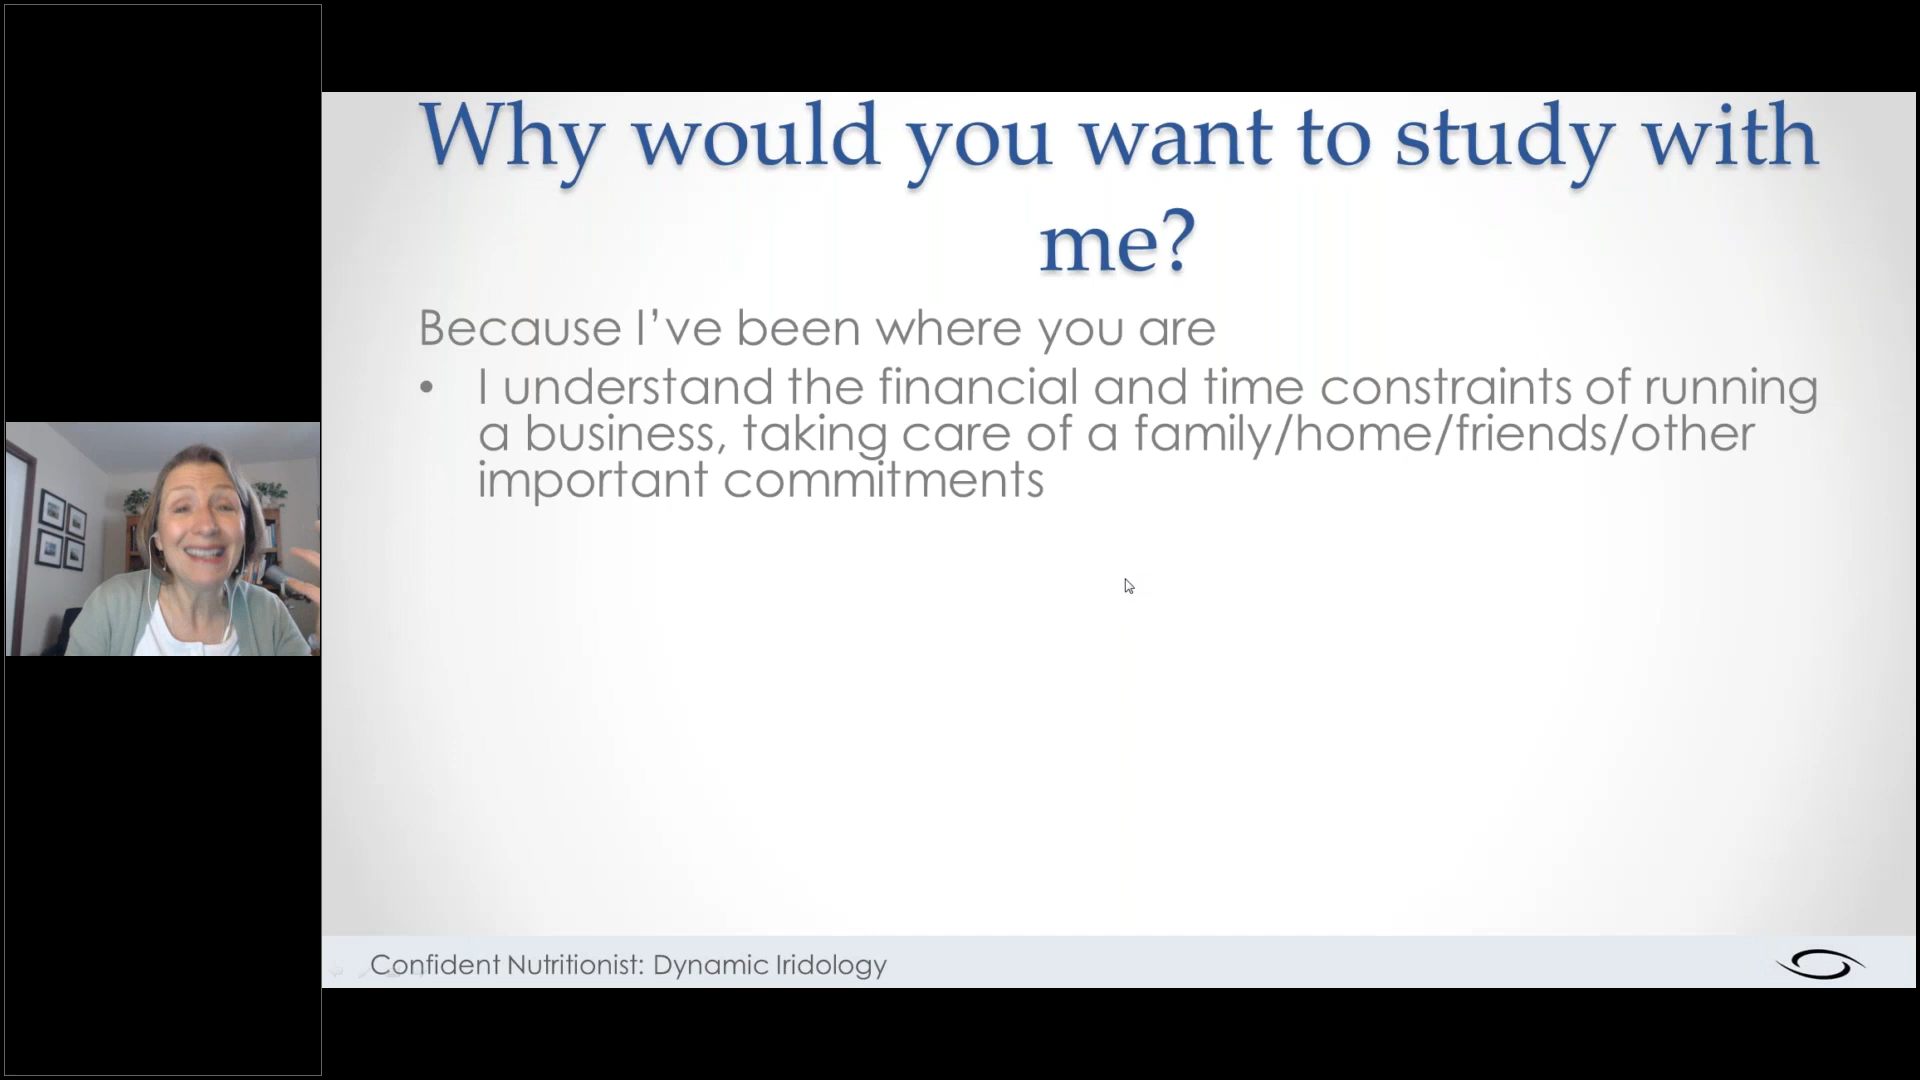 Why would you want to study with
me?
Because I’ve been where you are
• I understand the financial and time constraints of running
a business, taking care of a family/home/friends/other
important commitments
Confident Nutritionist: Dynamic Iridology